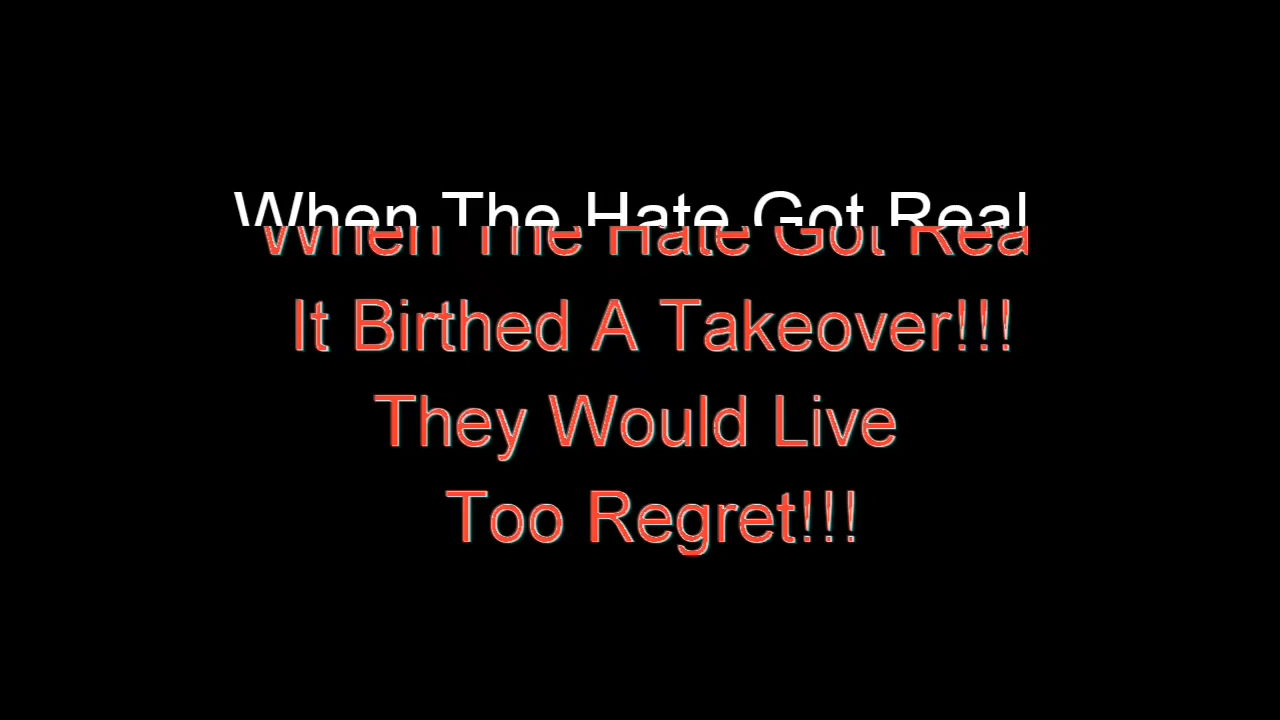 When The Hate Got Real
It Birthed A Takeover!!!
They Would Live
Too Regret!!!